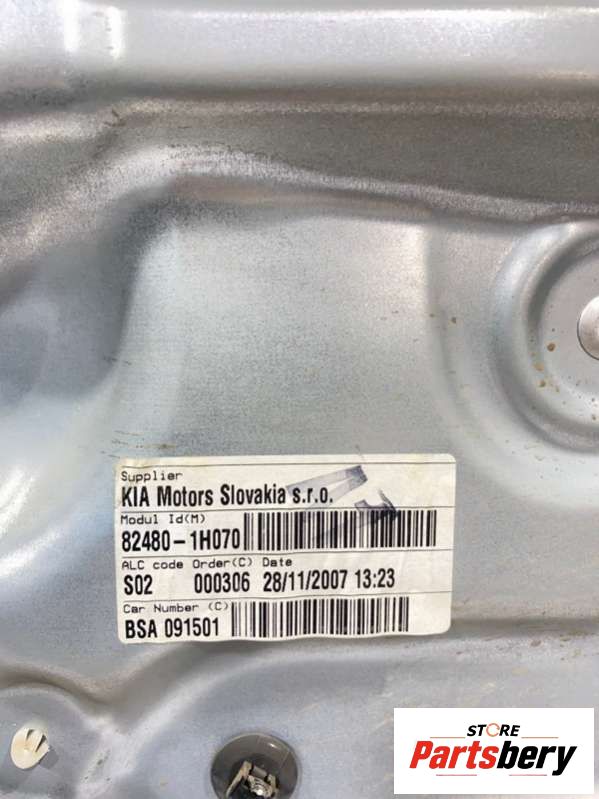 Supplier
KIA Motors Slovakia s.r.o.
Modul Id(M)
82480-1H070
ALC code Order(C) Date
S02 000306 28/11/2007 13:23
Car Number (C)
BSA 091501
STORE
Partsbery